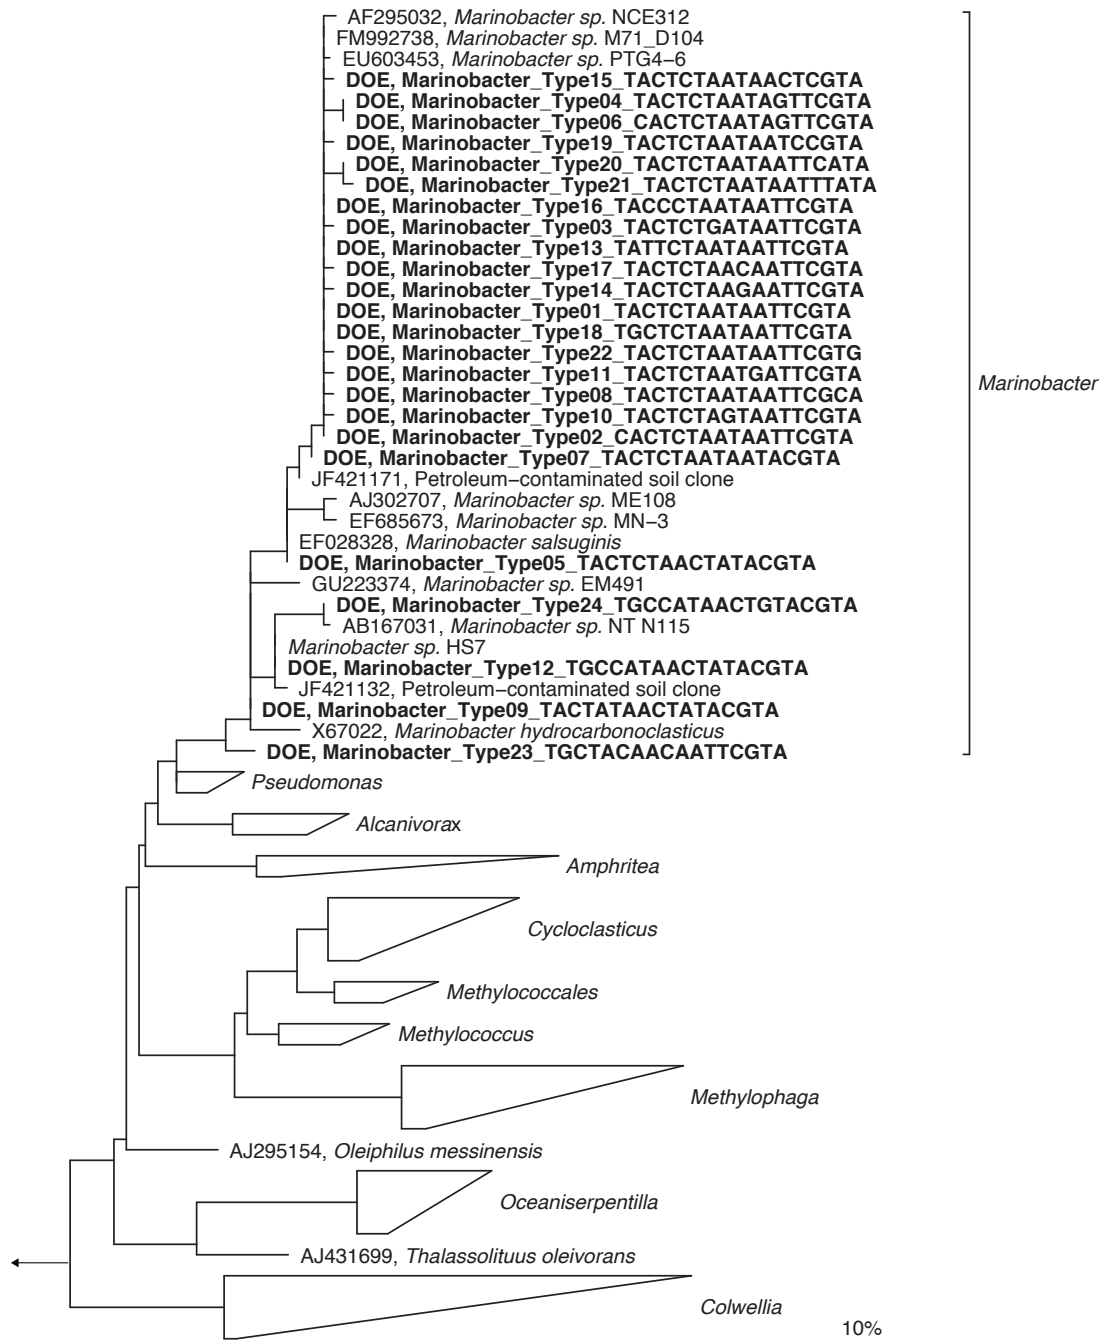 AF295032, Marinobacter sp. NCE312
FM992738, Marinobacter sp. M71_D104
EU603453, Marinobacter sp. PTG4−6
DOE, Marinobacter_Type15_TACTCTAATAACTCGTA
DOE, Marinobacter_Type04_TACTCTAATAGTTCGTA
DOE, Marinobacter_Type06_CACTCTAATAGTTCGTA
DOE, Marinobacter_Type19_TACTCTAATAATCCGTA
DOE, Marinobacter_Type20_TACTCTAATAATTCATA
DOE, Marinobacter_Type21_TACTCTAATAATTTATA
DOE, Marinobacter_Type16_TACCCTAATAATTCGTA
DOE, Marinobacter_Type03_TACTCTGATAATTCGTA
DOE, Marinobacter_Type13_TATTCTAATAATTCGTA
DOE, Marinobacter_Type17_TACTCTAACAATTCGTA
DOE, Marinobacter_Type14_TACTCTAAGAATTCGTA
DOE, Marinobacter_Type01_TACTCTAATAATTCGTA
DOE, Marinobacter_Type18_TGCTCTAATAATTCGTA
DOE, Marinobacter_Type22_TACTCTAATAATTCGTG
DOE, Marinobacter_Type11_TACTCTAATGATTCGTA
DOE, Marinobacter_Type08_TACTCTAATAATTCGCA
Marinobacter
DOE, Marinobacter_Type10_TACTCTAGTAATTCGTA
DOE, Marinobacter_Type02_CACTCTAATAATTCGTA
DOE, Marinobacter_Type07_TACTCTAATAATACGTA
JF421171, Petroleum−contaminated soil clone
AJ302707, Marinobacter sp. ME108
EF685673, Marinobacter sp. MN−3
EF028328, Marinobacter salsuginis
DOE, Marinobacter_Type05_TACTCTAACTATACGTA
GU223374, Marinobacter sp. EM491
DOE, Marinobacter_Type24_TGCCATAACTGTACGTA
AB167031, Marinobacter sp. NT N115
Marinobacter sp. HS7
DOE, Marinobacter_Type12_TGCCATAACTATACGTA
JF421132, Petroleum−contaminated soil clone
DOE, Marinobacter_Type09_TACTATAACTATACGTA
X67022, Marinobacter hydrocarbonoclasticus
DOE, Marinobacter_Type23_TGCTACAACAATTCGTA
Pseudomonas
Alcanivorax
Amphritea
Cycloclasticus
Methylococcales
Methylococcus
Methylophaga
AJ295154, Oleiphilus messinensis
Oceaniserpentilla
AJ431699, Thalassolituus oleivorans
Colwellia
10%